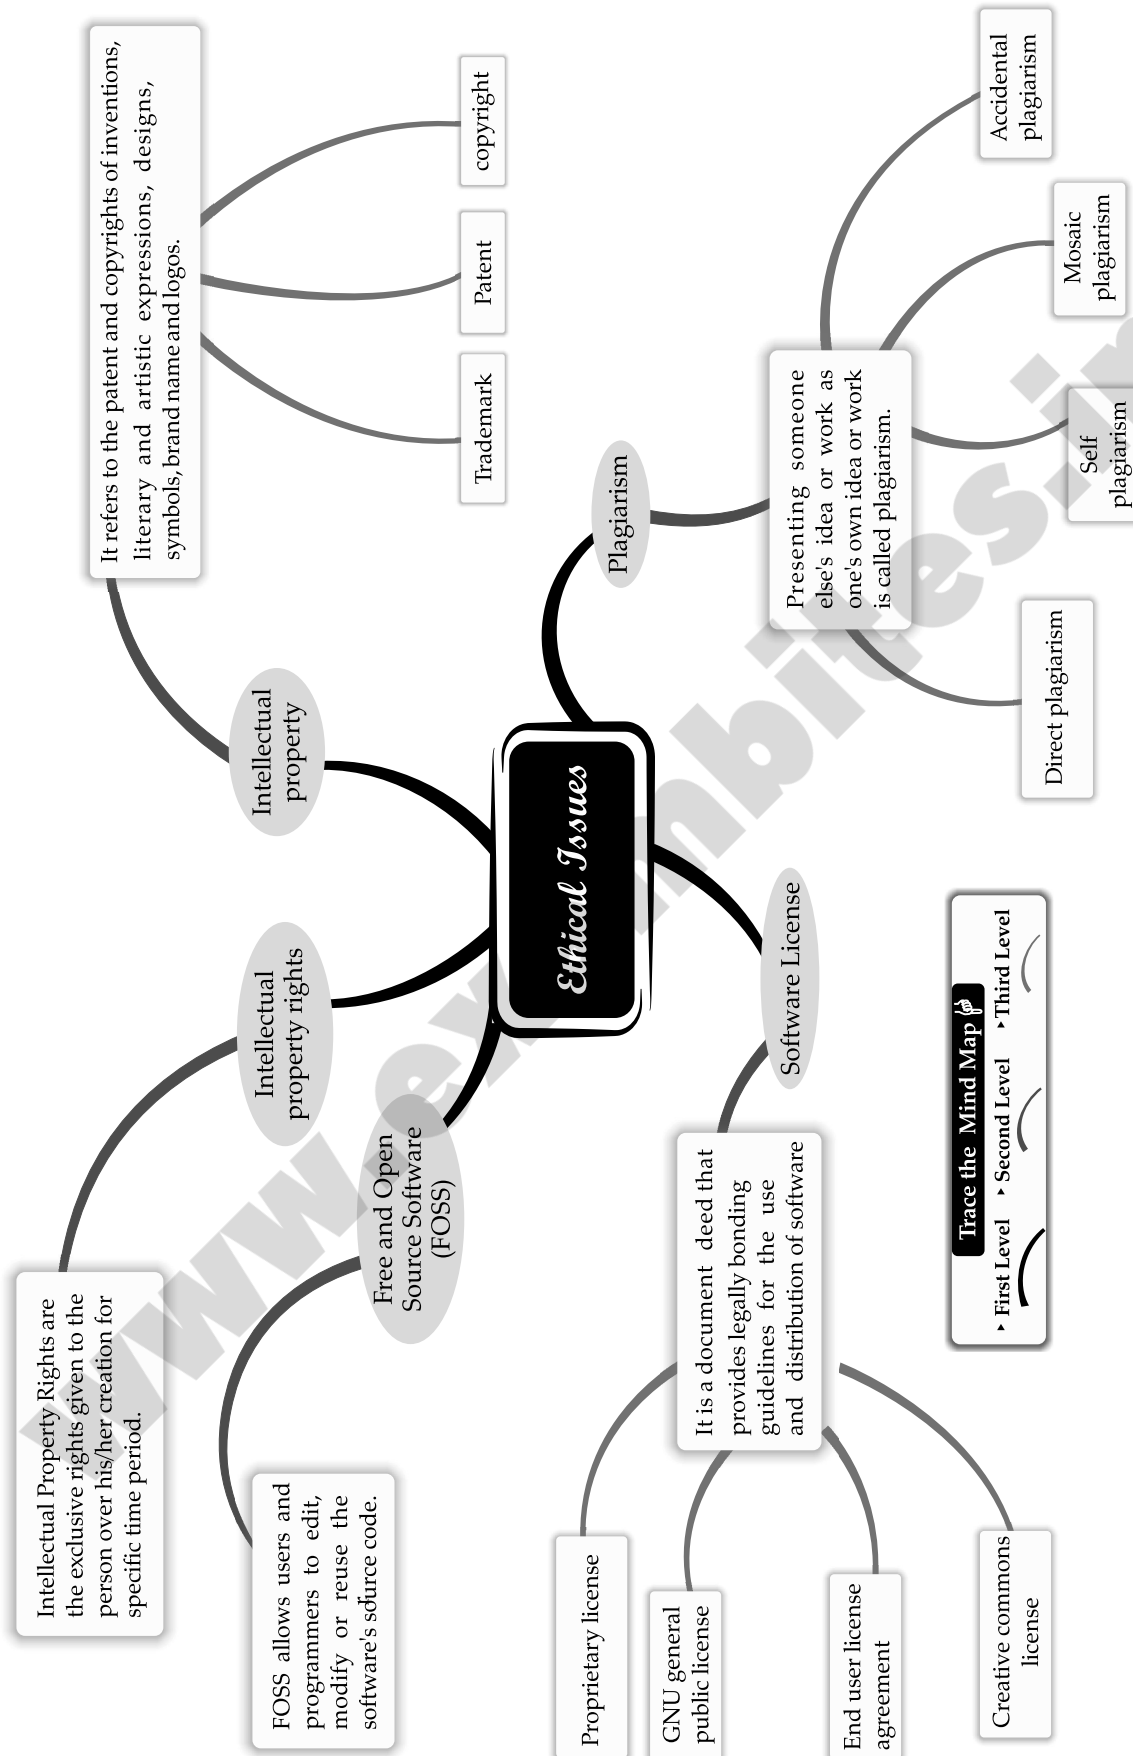 Ethical Issues
Intellectual
property rights
Intellectual Property Rights are
the exclusive rights given to the
person over his/her creation for
specific time period.
Intellectual
property
It refers to the patent and copyrights of inventions,
literary and artistic expressions, designs,
symbols, brand name and logos.
Trademark
Patent
copyright
Free and Open
Source Software
(FOSS)
FOSS allows users and
programmers to edit,
modify or reuse the
software's source code.
Plagiarism
Presenting someone
else's idea or work as
one's own idea or work
is called plagiarism.
Direct plagiarism
Self
plagiarism
Mosaic
plagiarism
Accidental
plagiarism
Software License
It is a document deed that
provides legally bonding
guidelines for the use
and distribution of software
Proprietary license
GNU general
public license
End user license
agreement
Creative commons
license
Trace the Mind Map
First Level
Second Level
Third Level